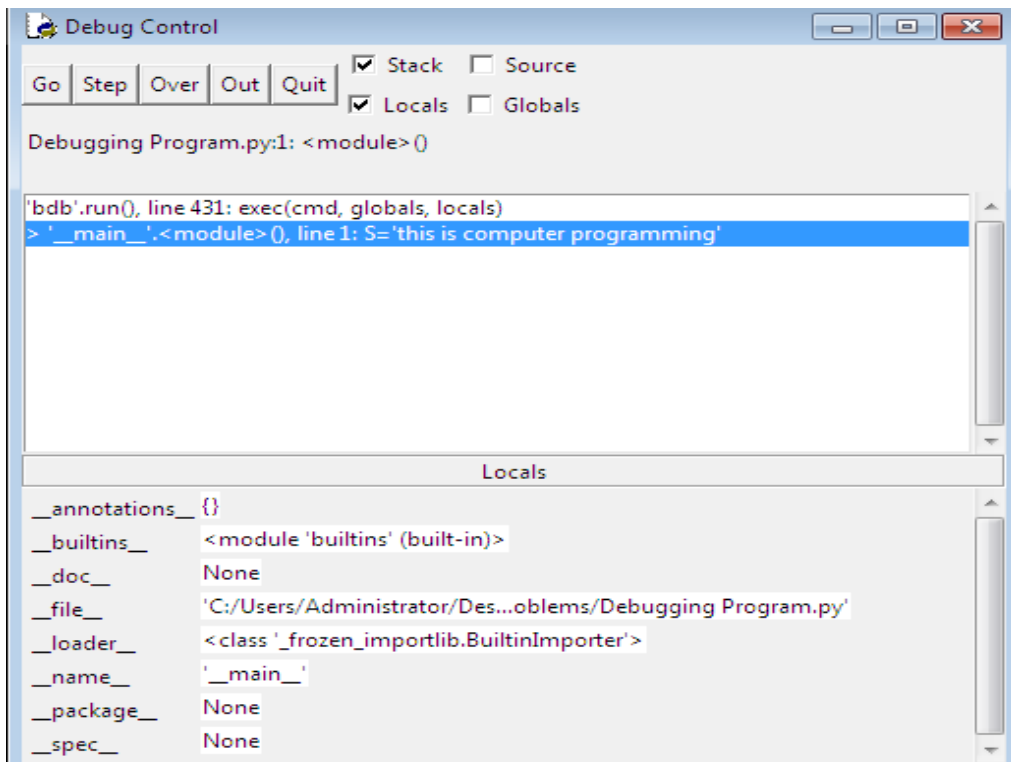 Debug Control
Go Step Over Out Quit
Stack Source
Locals Globals
Debugging Program.py:1: <module>()
'bdb'.run(), line 431: exec(cmd, globals, locals)
> '__main__'.<module>(), line 1: S='this is computer programming'
Locals
__annotations__ {}
__builtins__ <module 'builtins' (built-in)>
__doc__ None
__file__ 'C:/Users/Administrator/Des...oblems/Debugging Program.py'
__loader__ <class '_frozen_importlib.BuiltinImporter'>
__name__ '__main__'
__package__ None
__spec__ None